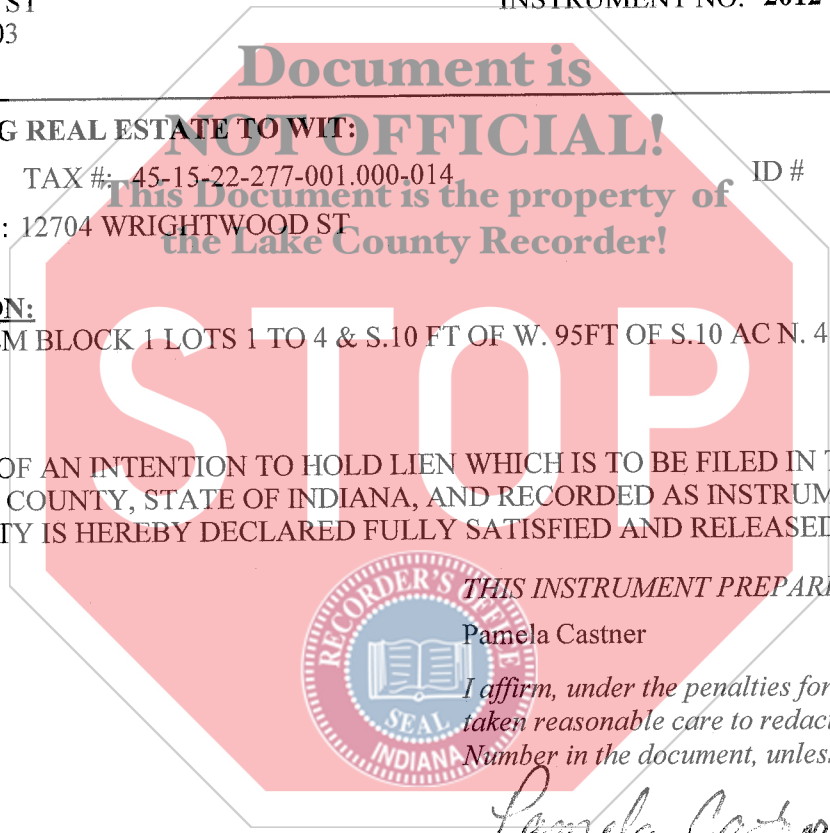 ST
INSTRUMENT NO. 2012
03
Document is
G REAL ESTATE TO WIT:
NOT OFFICIAL!
TAX #: 45-15-22-277-001.000-014 ID #
This Document is the property of
: 12704 WRIGHTWOOD ST
the Lake County Recorder!
ON:
M BLOCK 1 LOTS 1 TO 4 & S.10 FT OF W. 95FT OF S.10 AC N. 4
STOP
OF AN INTENTION TO HOLD LIEN WHICH IS TO BE FILED IN T
COUNTY, STATE OF INDIANA, AND RECORDED AS INSTRUM
TY IS HEREBY DECLARED FULLY SATISFIED AND RELEASED
RECORDER'S OFFICE
SEAL
INDIANA
THIS INSTRUMENT PREPARE
Pamela Castner
I affirm, under the penalties for
taken reasonable care to redact
Number in the document, unless
Pamela Castner